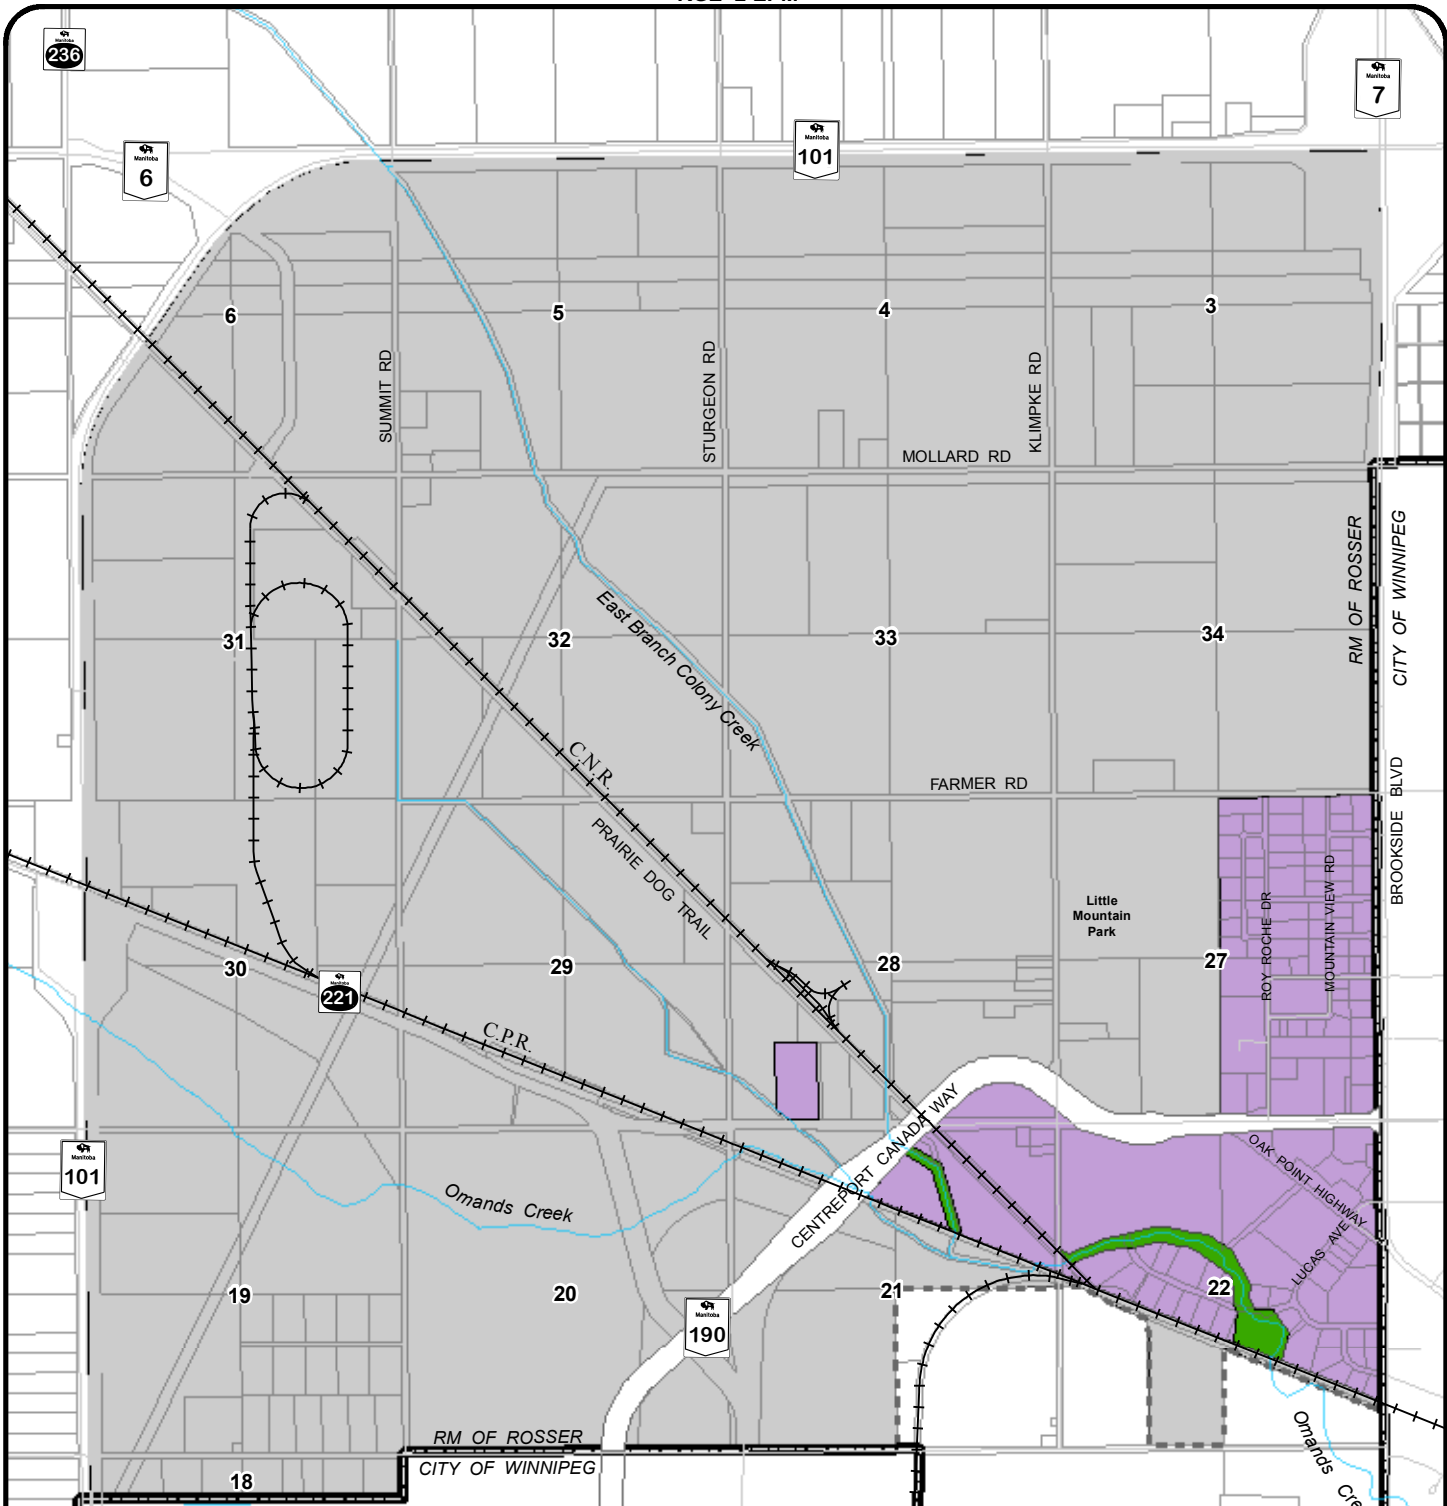 Manitoba
236
Manitoba
6
Manitoba
101
Manitoba
7
6
5
4
3
SUMMIT RD
STURGEON RD
KLIMPKE RD
MOLLARD RD
RM OF ROSSER
CITY OF WINNIPEG
31
32
33
34
East Branch Colony Creek
C.N.R.
PRAIRIE DOG TRAIL
FARMER RD
BROOKSIDE BLVD
Little
Mountain
Park
ROY ROCHE DR
MOUNTAIN VIEW RD
30
29
28
27
Manitoba
221
C.P.R.
CENTREPORT CANADA WAY
OAK POINT HIGHWAY
LUCAS AVE
Manitoba
101
Omands Creek
19
20
21
22
Manitoba
190
RM OF ROSSER
CITY OF WINNIPEG
18
Omands